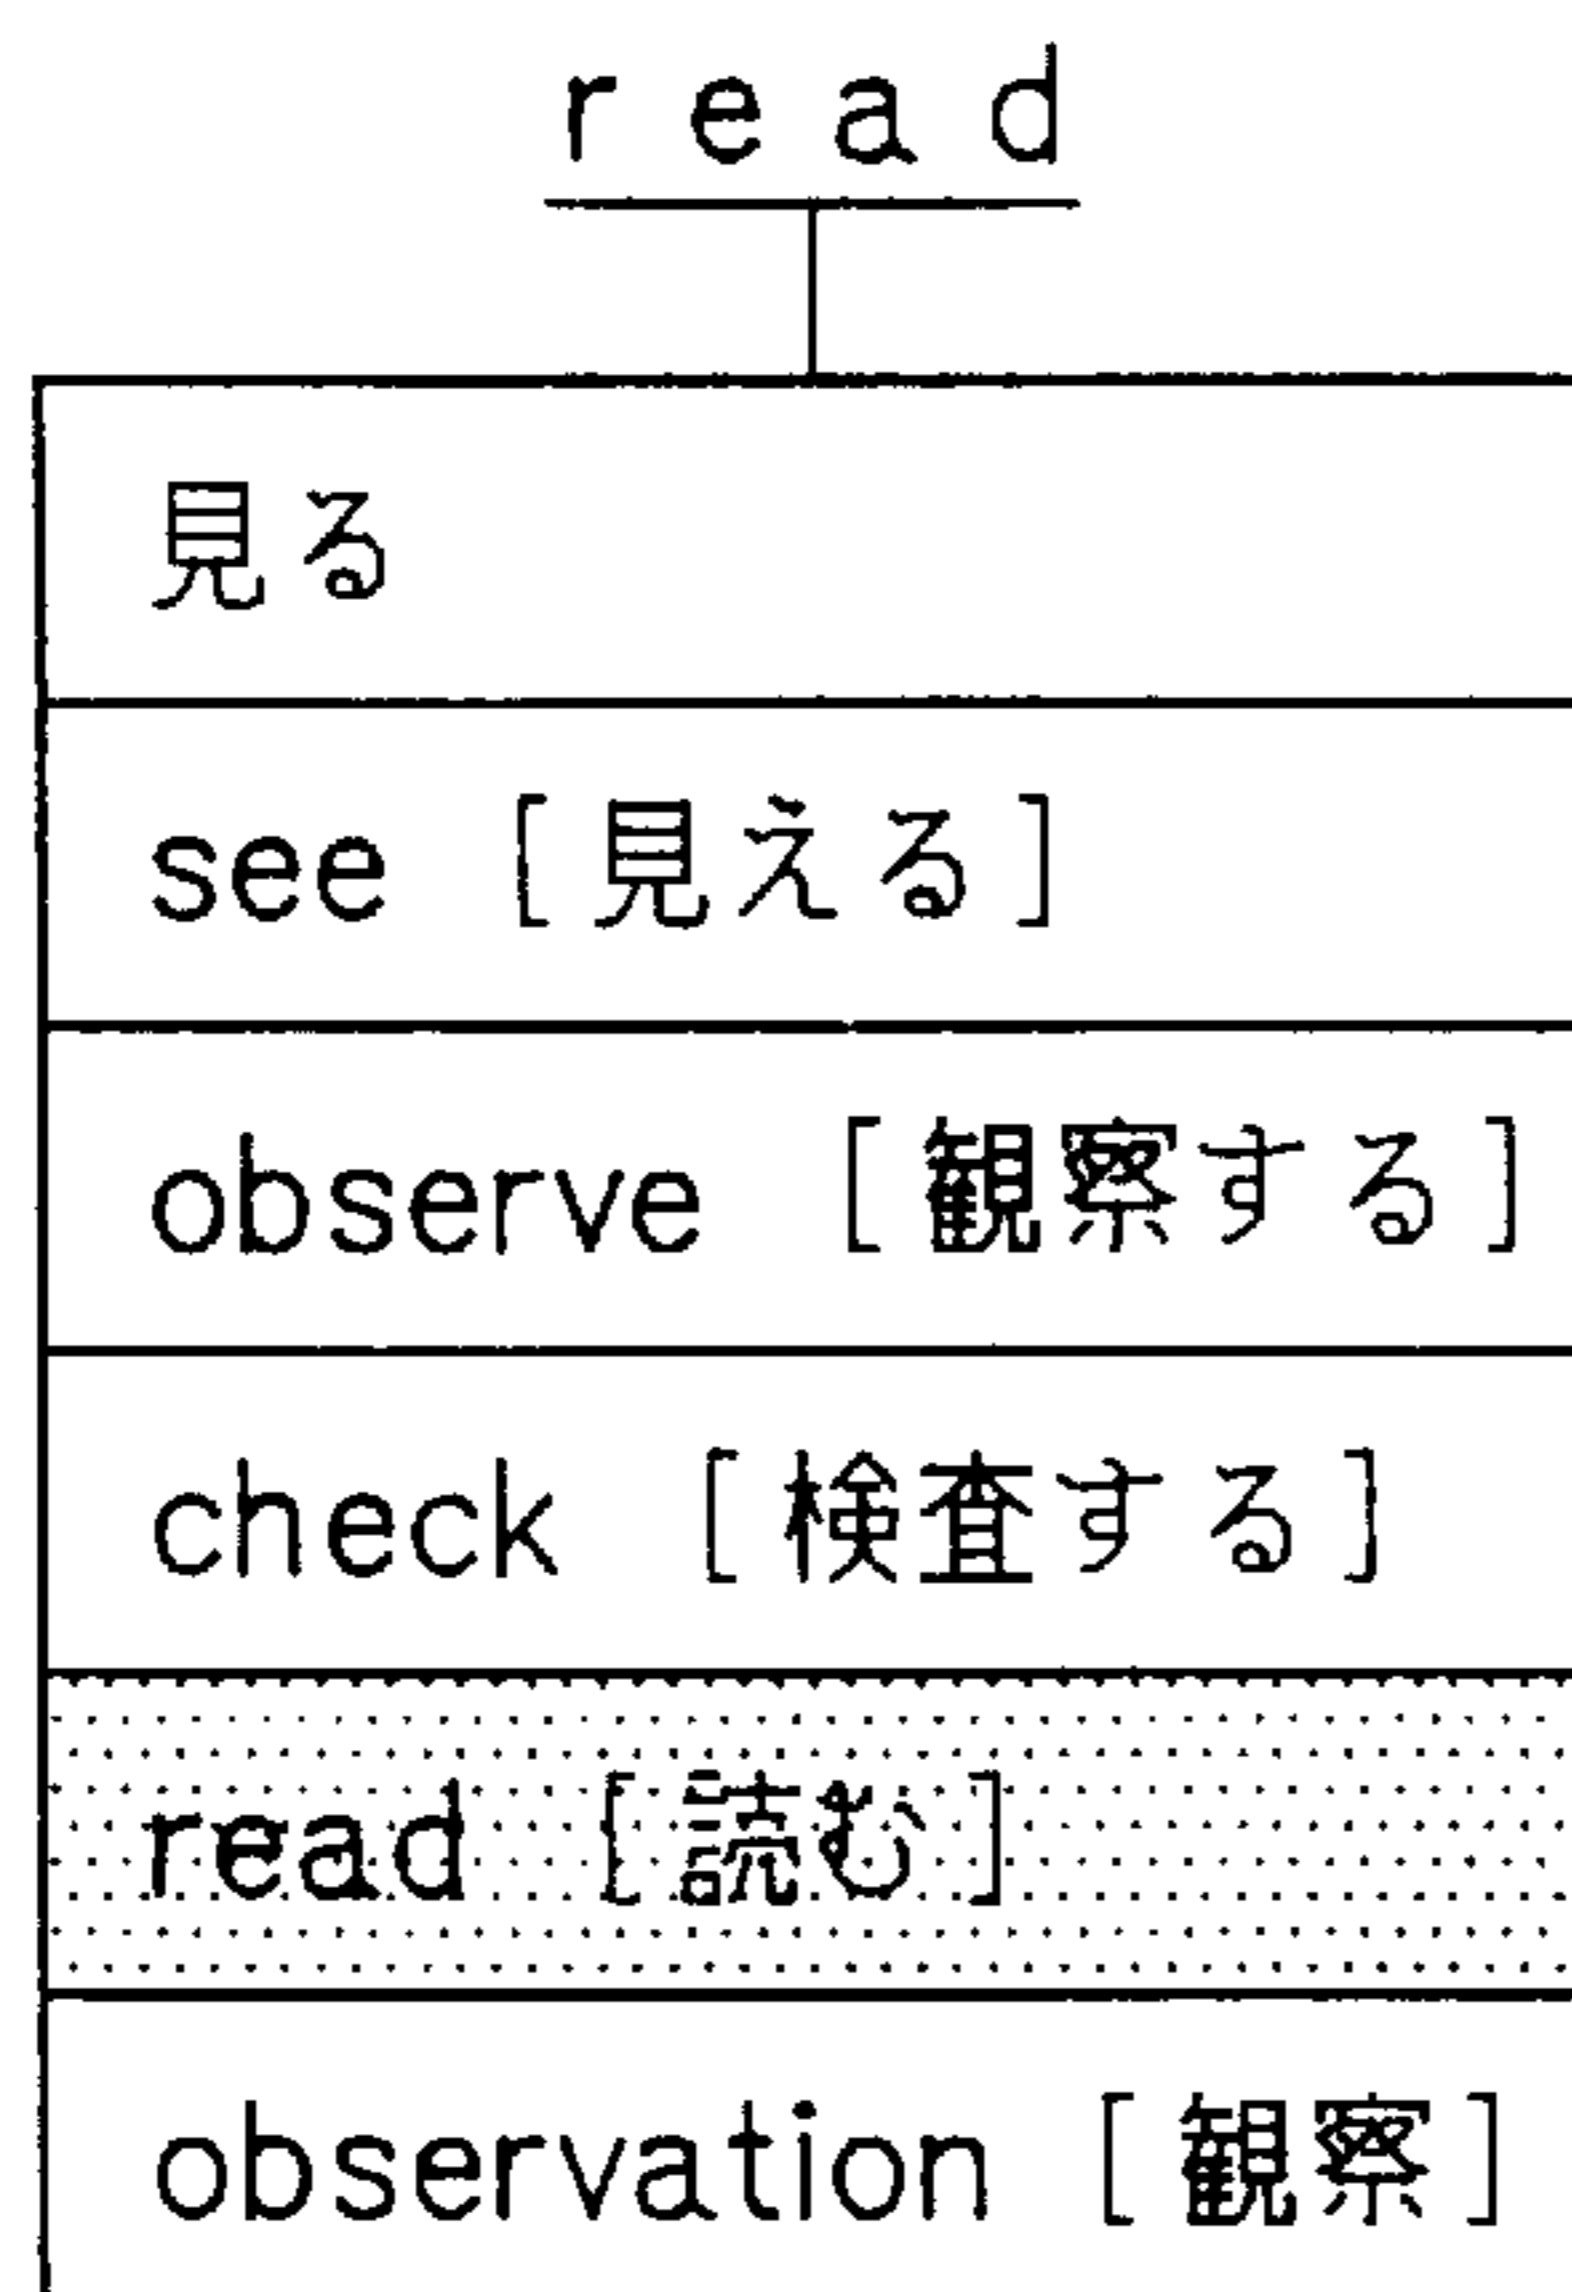 read
見る
see [見える]
observe [観察する]
check [検査する]
read [読む]
observation [観察]